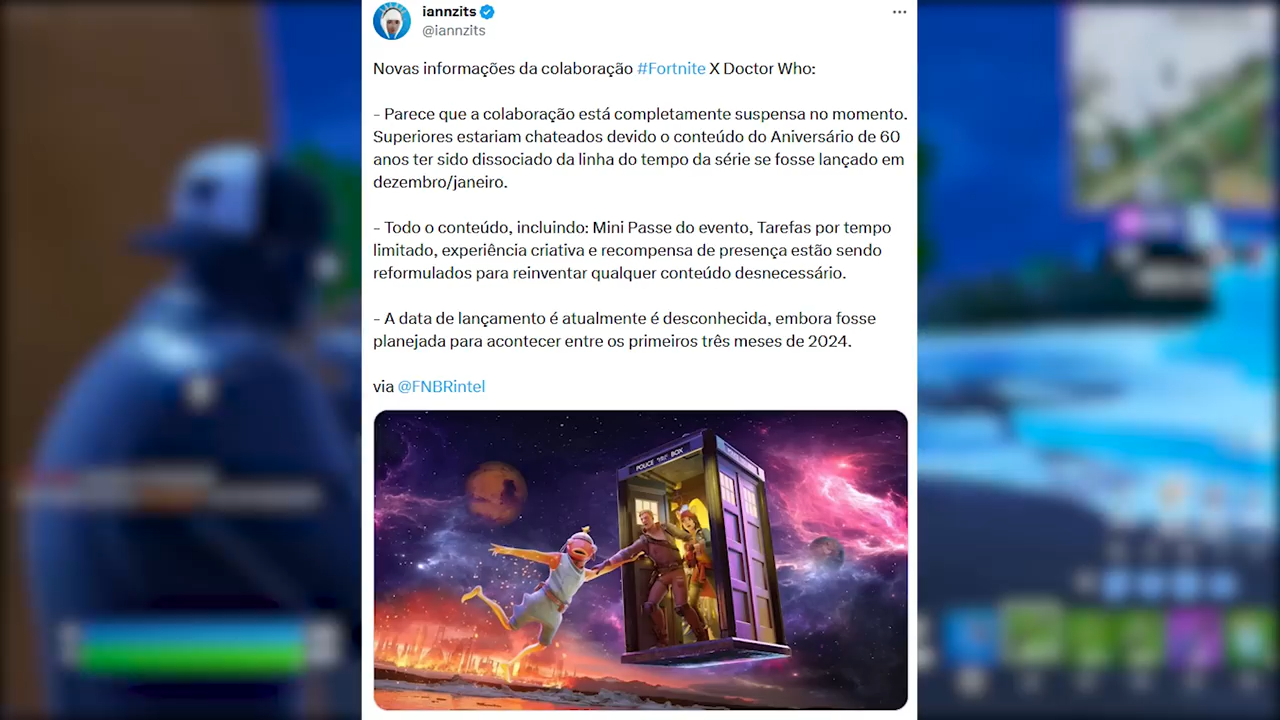 iannzits
@iannzits
Novas informações da colaboração #Fortnite X Doctor Who:
- Parece que a colaboração está completamente suspensa no momento.
Superiores estariam chateados devido o conteúdo do Aniversário de 60
anos ter sido dissociado da linha do tempo da série se fosse lançado em
dezembro/janeiro.
- Todo o conteúdo, incluindo: Mini Passe do evento, Tarefas por tempo
limitado, experiência criativa e recompensa de presença estão sendo
reformulados para reinventar qualquer conteúdo desnecessário.
- A data de lançamento é atualmente é desconhecida, embora fosse
planejada para acontecer entre os primeiros três meses de 2024.
via @FNBRintel
POLICE BOX